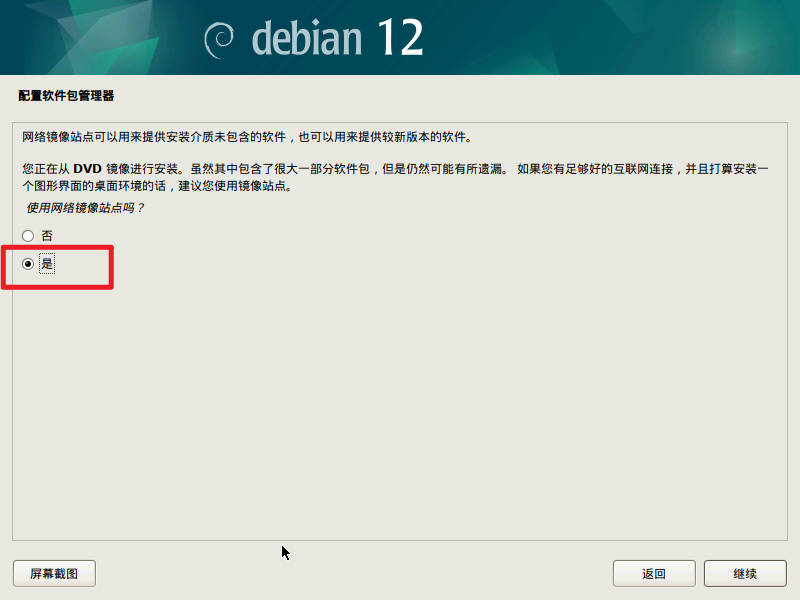 debian 12
配置软件包管理器
网络镜像站点可以用来提供安装介质未包含的软件，也可以用来提供较新版本的软件。
您正在从 DVD 镜像进行安装。虽然其中包含了很大一部分软件包，但是仍然可能有所遗漏。 如果您有足够好的互联网连接，并且打算安装一
个图形界面的桌面环境的话，建议您使用镜像站点。
使用网络镜像站点吗？
否
是
屏幕截图
返回
继续